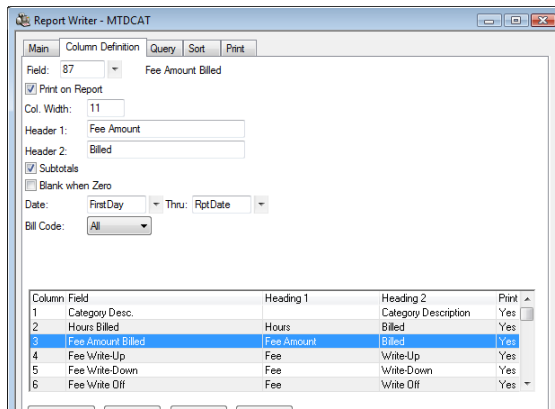 Report Writer - MTDCAT
Main Column Definition Query Sort Print
Field: 87 Fee Amount Billed
Print on Report
Col. Width: 11
Header 1: Fee Amount
Header 2: Billed
Subtotals
Blank when Zero
Date: FirstDay Thru: RptDate
Bill Code: All
Column Field Heading 1 Heading 2 Print
1 Category Desc. Category Description Yes
2 Hours Billed Hours Billed Yes
3 Fee Amount Billed Fee Amount Billed Yes
4 Fee Write-Up Fee Write-Up Yes
5 Fee Write-Down Fee Write-Down Yes
6 Fee Write Off Fee Write Off Yes